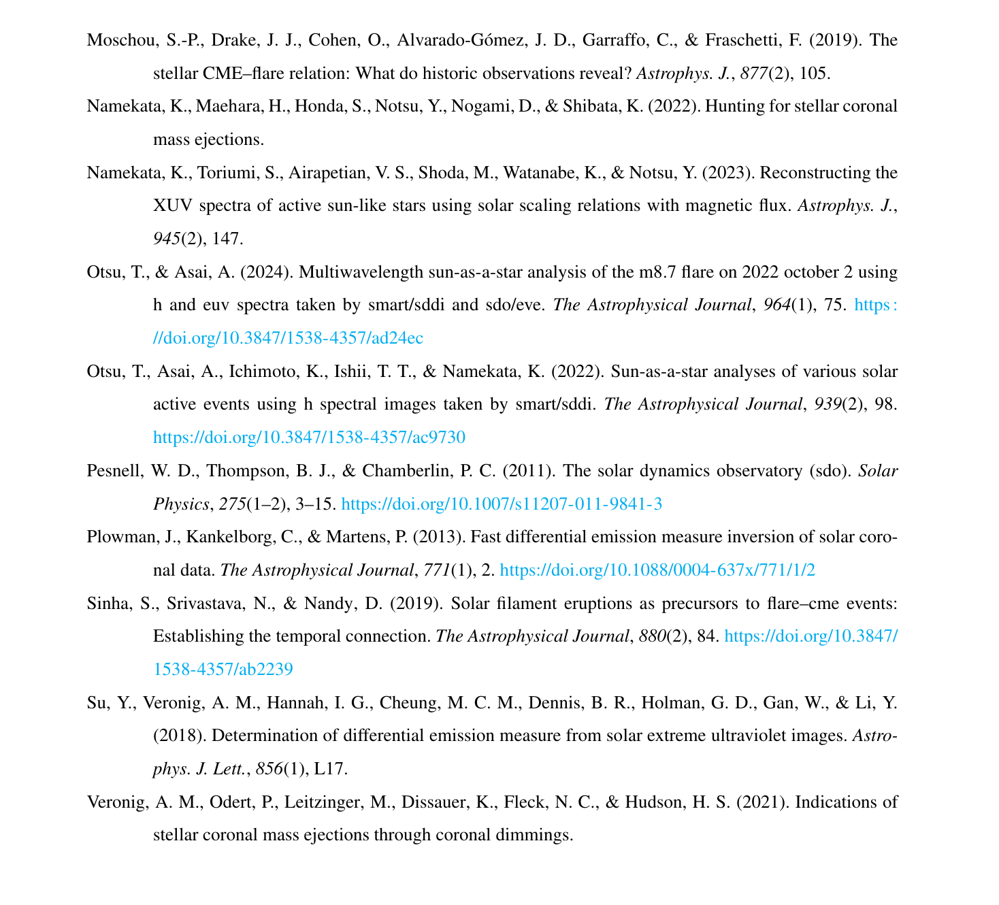 Moschou, S.-P., Drake, J. J., Cohen, O., Alvarado-Gómez, J. D., Garraffo, C., & Fraschetti, F. (2019). The
stellar CME–flare relation: What do historic observations reveal? Astrophys. J., 877(2), 105.
Namekata, K., Maehara, H., Honda, S., Notsu, Y., Nogami, D., & Shibata, K. (2022). Hunting for stellar coronal
mass ejections.
Namekata, K., Toriumi, S., Airapetian, V. S., Shoda, M., Watanabe, K., & Notsu, Y. (2023). Reconstructing the
XUV spectra of active sun-like stars using solar scaling relations with magnetic flux. Astrophys. J.,
945(2), 147.
Otsu, T., & Asai, A. (2024). Multiwavelength sun-as-a-star analysis of the m8.7 flare on 2022 october 2 using
h and euv spectra taken by smart/sddi and sdo/eve. The Astrophysical Journal, 964(1), 75. https:
//doi.org/10.3847/1538-4357/ad24ec
Otsu, T., Asai, A., Ichimoto, K., Ishii, T. T., & Namekata, K. (2022). Sun-as-a-star analyses of various solar
active events using h spectral images taken by smart/sddi. The Astrophysical Journal, 939(2), 98.
https://doi.org/10.3847/1538-4357/ac9730
Pesnell, W. D., Thompson, B. J., & Chamberlin, P. C. (2011). The solar dynamics observatory (sdo). Solar
Physics, 275(1–2), 3–15. https://doi.org/10.1007/s11207-011-9841-3
Plowman, J., Kankelborg, C., & Martens, P. (2013). Fast differential emission measure inversion of solar coro-
nal data. The Astrophysical Journal, 771(1), 2. https://doi.org/10.1088/0004-637x/771/1/2
Sinha, S., Srivastava, N., & Nandy, D. (2019). Solar filament eruptions as precursors to flare–cme events:
Establishing the temporal connection. The Astrophysical Journal, 880(2), 84. https://doi.org/10.3847/
1538-4357/ab2239
Su, Y., Veronig, A. M., Hannah, I. G., Cheung, M. C. M., Dennis, B. R., Holman, G. D., Gan, W., & Li, Y.
(2018). Determination of differential emission measure from solar extreme ultraviolet images. Astro-
phys. J. Lett., 856(1), L17.
Veronig, A. M., Odert, P., Leitzinger, M., Dissauer, K., Fleck, N. C., & Hudson, H. S. (2021). Indications of
stellar coronal mass ejections through coronal dimmings.